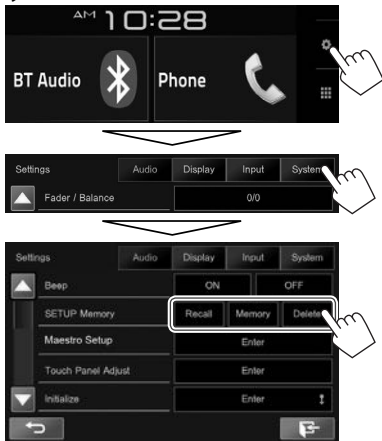 AM 10:28
BT Audio Phone
Settings Audio Display Input System
Fader / Balance 0/0
Settings Audio Display Input System
Beep ON OFF
SETUP Memory Recall Memory Delete
Maestro Setup Enter
Touch Panel Adjust Enter
Initialize Enter